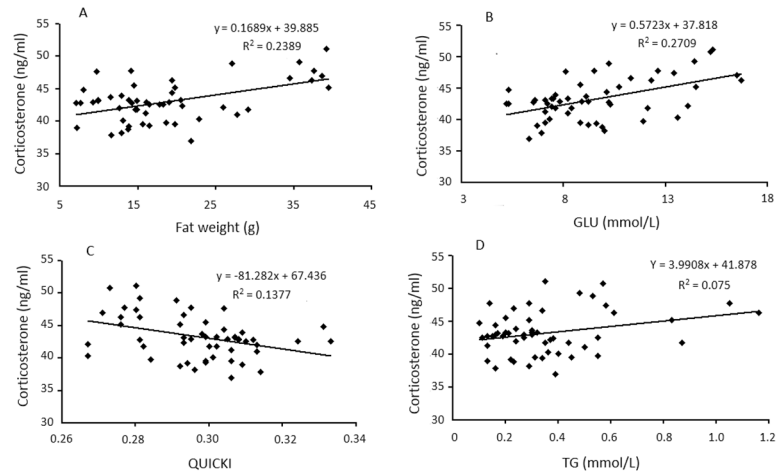 A
y = 0.1689x + 39.885
R² = 0.2389
Corticosterone (ng/ml)
55
50
45
40
35
30
5
15
25
35
45
Fat weight (g)
B
y = 0.5723x + 37.818
R² = 0.2709
Corticosterone (ng/ml)
55
50
45
40
35
30
3
8
13
18
GLU (mmol/L)
C
y = -81.282x + 67.436
R² = 0.1377
Corticosterone (ng/ml)
55
50
45
40
35
30
0.26
0.28
0.30
0.32
0.34
QUICKI
D
Y = 3.9908x + 41.878
R² = 0.075
Corticosterone (ng/ml)
55
50
45
40
35
30
0
0.2
0.4
0.6
0.8
1.0
1.2
TG (mmol/L)